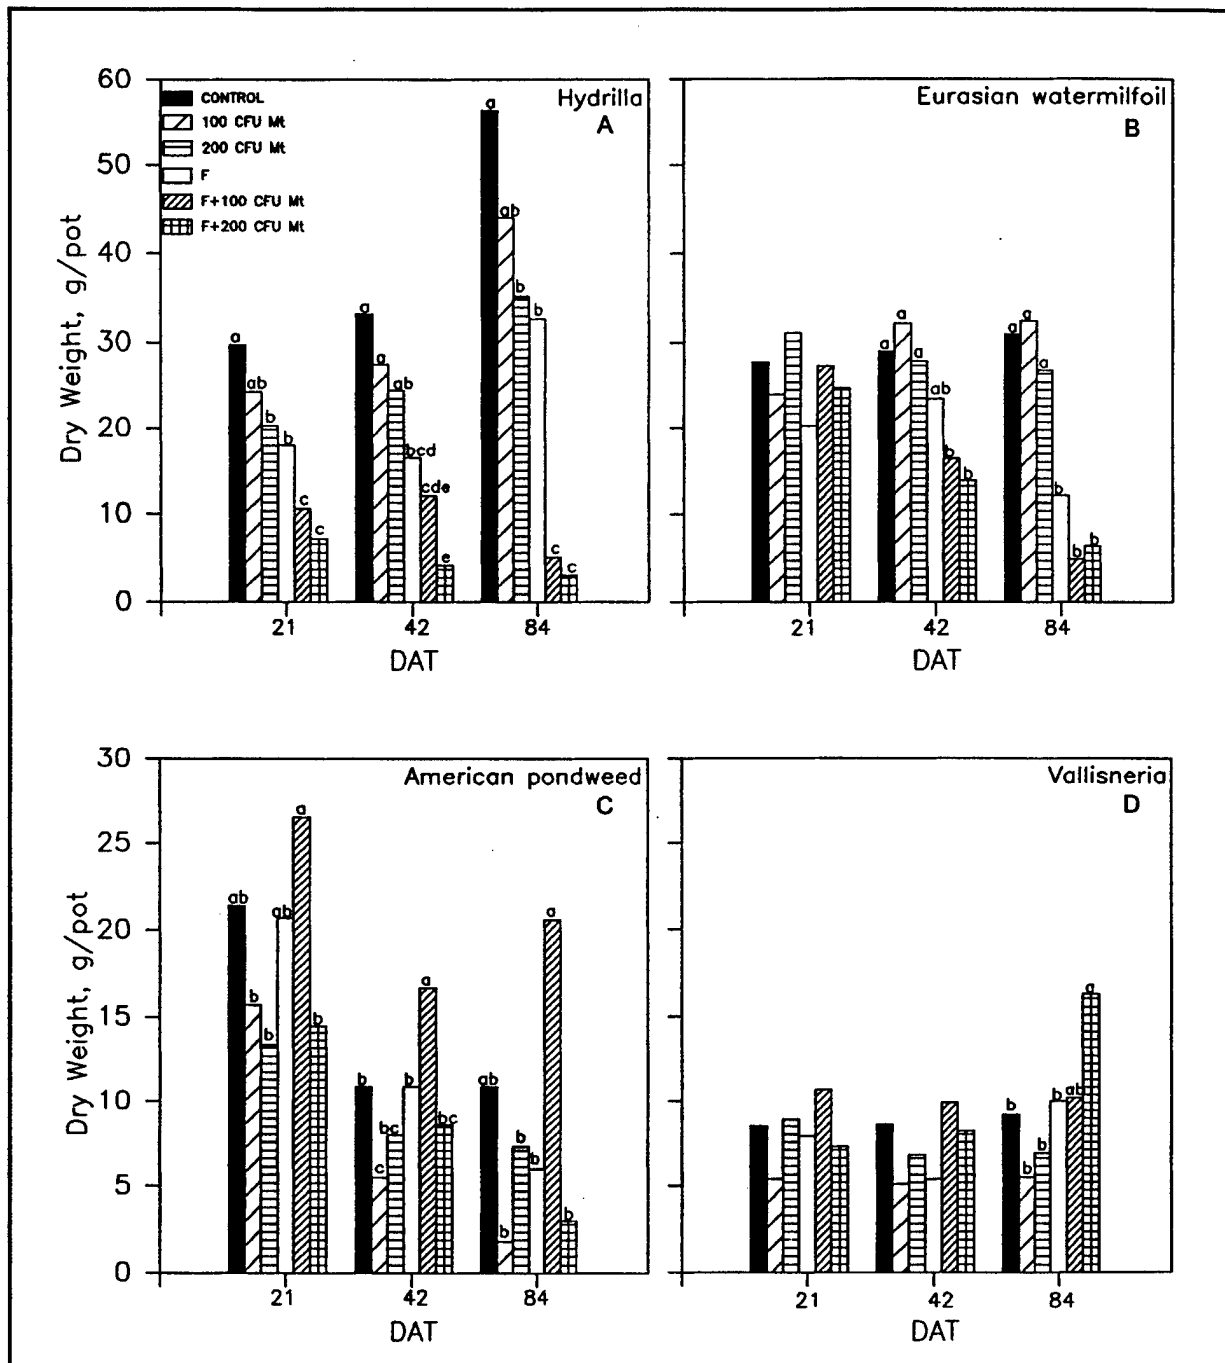 60
50
40
30
20
10
0
Dry Weight, g/pot
CONTROL
100 CFU Mt
200 CFU Mt
F
F+100 CFU Mt
F+200 CFU Mt
Hydrilla
A
a
ab
b
b
c
c
a
a
ab
bcd
cde
e
a
ab
b
b
c
c
21 42 84
DAT
Eurasian watermilfoil
B
a
a
a
ab
b
b
a
a
a
b
b
b
21 42 84
DAT
30
25
20
15
10
5
0
Dry Weight, g/pot
American pondweed
C
ab
b
b
ab
a
b
b
c
bc
b
a
bc
ab
b
b
b
a
b
21 42 84
DAT
Vallisneria
D
b
b
b
b
ab
a
21 42 84
DAT